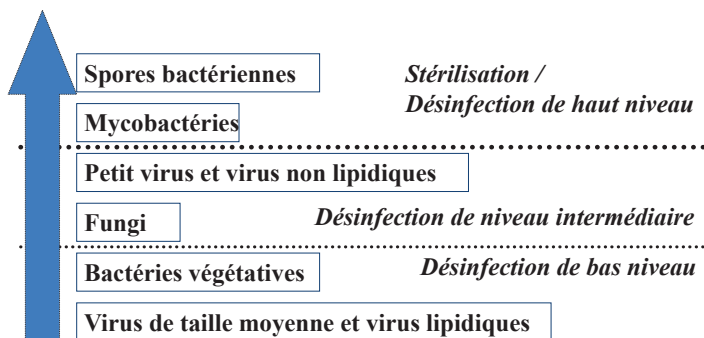 Spores bactériennes
Stérilisation /
Désinfection de haut niveau
Mycobactéries
Petit virus et virus non lipidiques
Fungi
Désinfection de niveau intermédiaire
Bactéries végétatives
Désinfection de bas niveau
Virus de taille moyenne et virus lipidiques